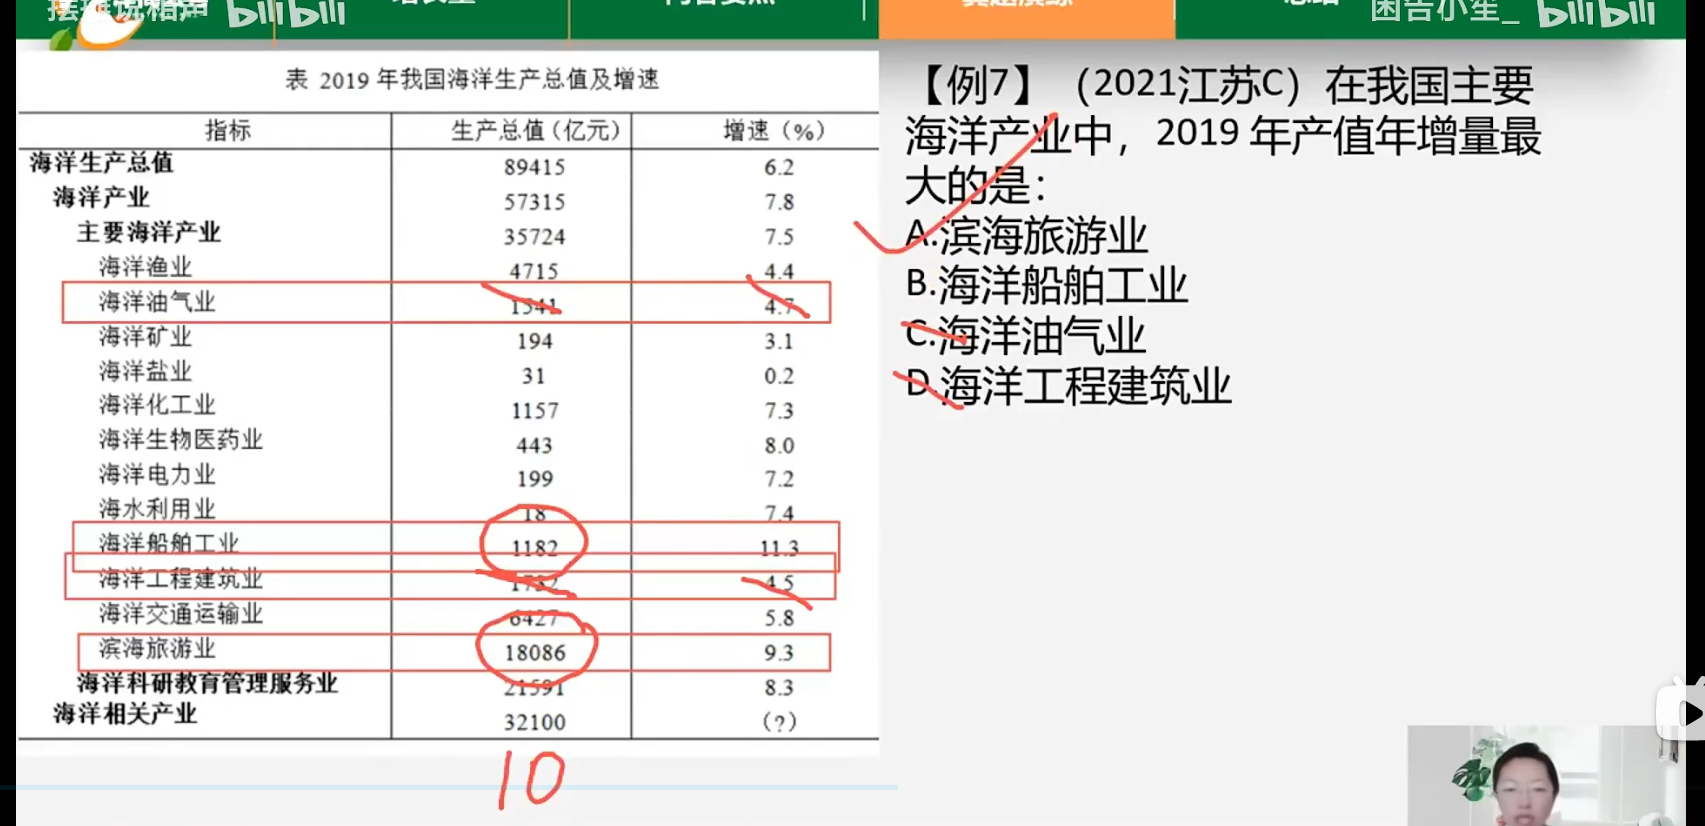 摆摊说相声 bilibili
困告小笙_ bilibili
表 2019 年我国海洋生产总值及增速
指标 生产总值（亿元） 增速（%）
海洋生产总值 89415 6.2
海洋产业 57315 7.8
主要海洋产业 35724 7.5
海洋渔业 4715 4.4
海洋油气业 1541 4.7
海洋矿业 194 3.1
海洋盐业 31 0.2
海洋化工业 1157 7.3
海洋生物医药业 443 8.0
海洋电力业 199 7.2
海水利用业 18 7.4
海洋船舶工业 1182 11.3
海洋工程建筑业 1732 4.5
海洋交通运输业 6427 5.8
滨海旅游业 18086 9.3
海洋科研教育管理服务业 21591 8.3
海洋相关产业 32100 （?）
10
【例7】（2021江苏C）在我国主要
海洋产业中，2019 年产值年增量最
大的是：
A.滨海旅游业
B.海洋船舶工业
C.海洋油气业
D.海洋工程建筑业